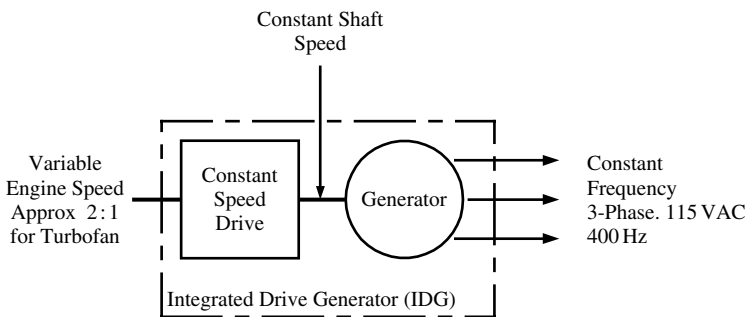 Constant Shaft
Speed
Variable
Engine Speed
Approx 2:1
for Turbofan
Constant
Speed
Drive
Generator
Constant
Frequency
3-Phase. 115 VAC
400 Hz
Integrated Drive Generator (IDG)